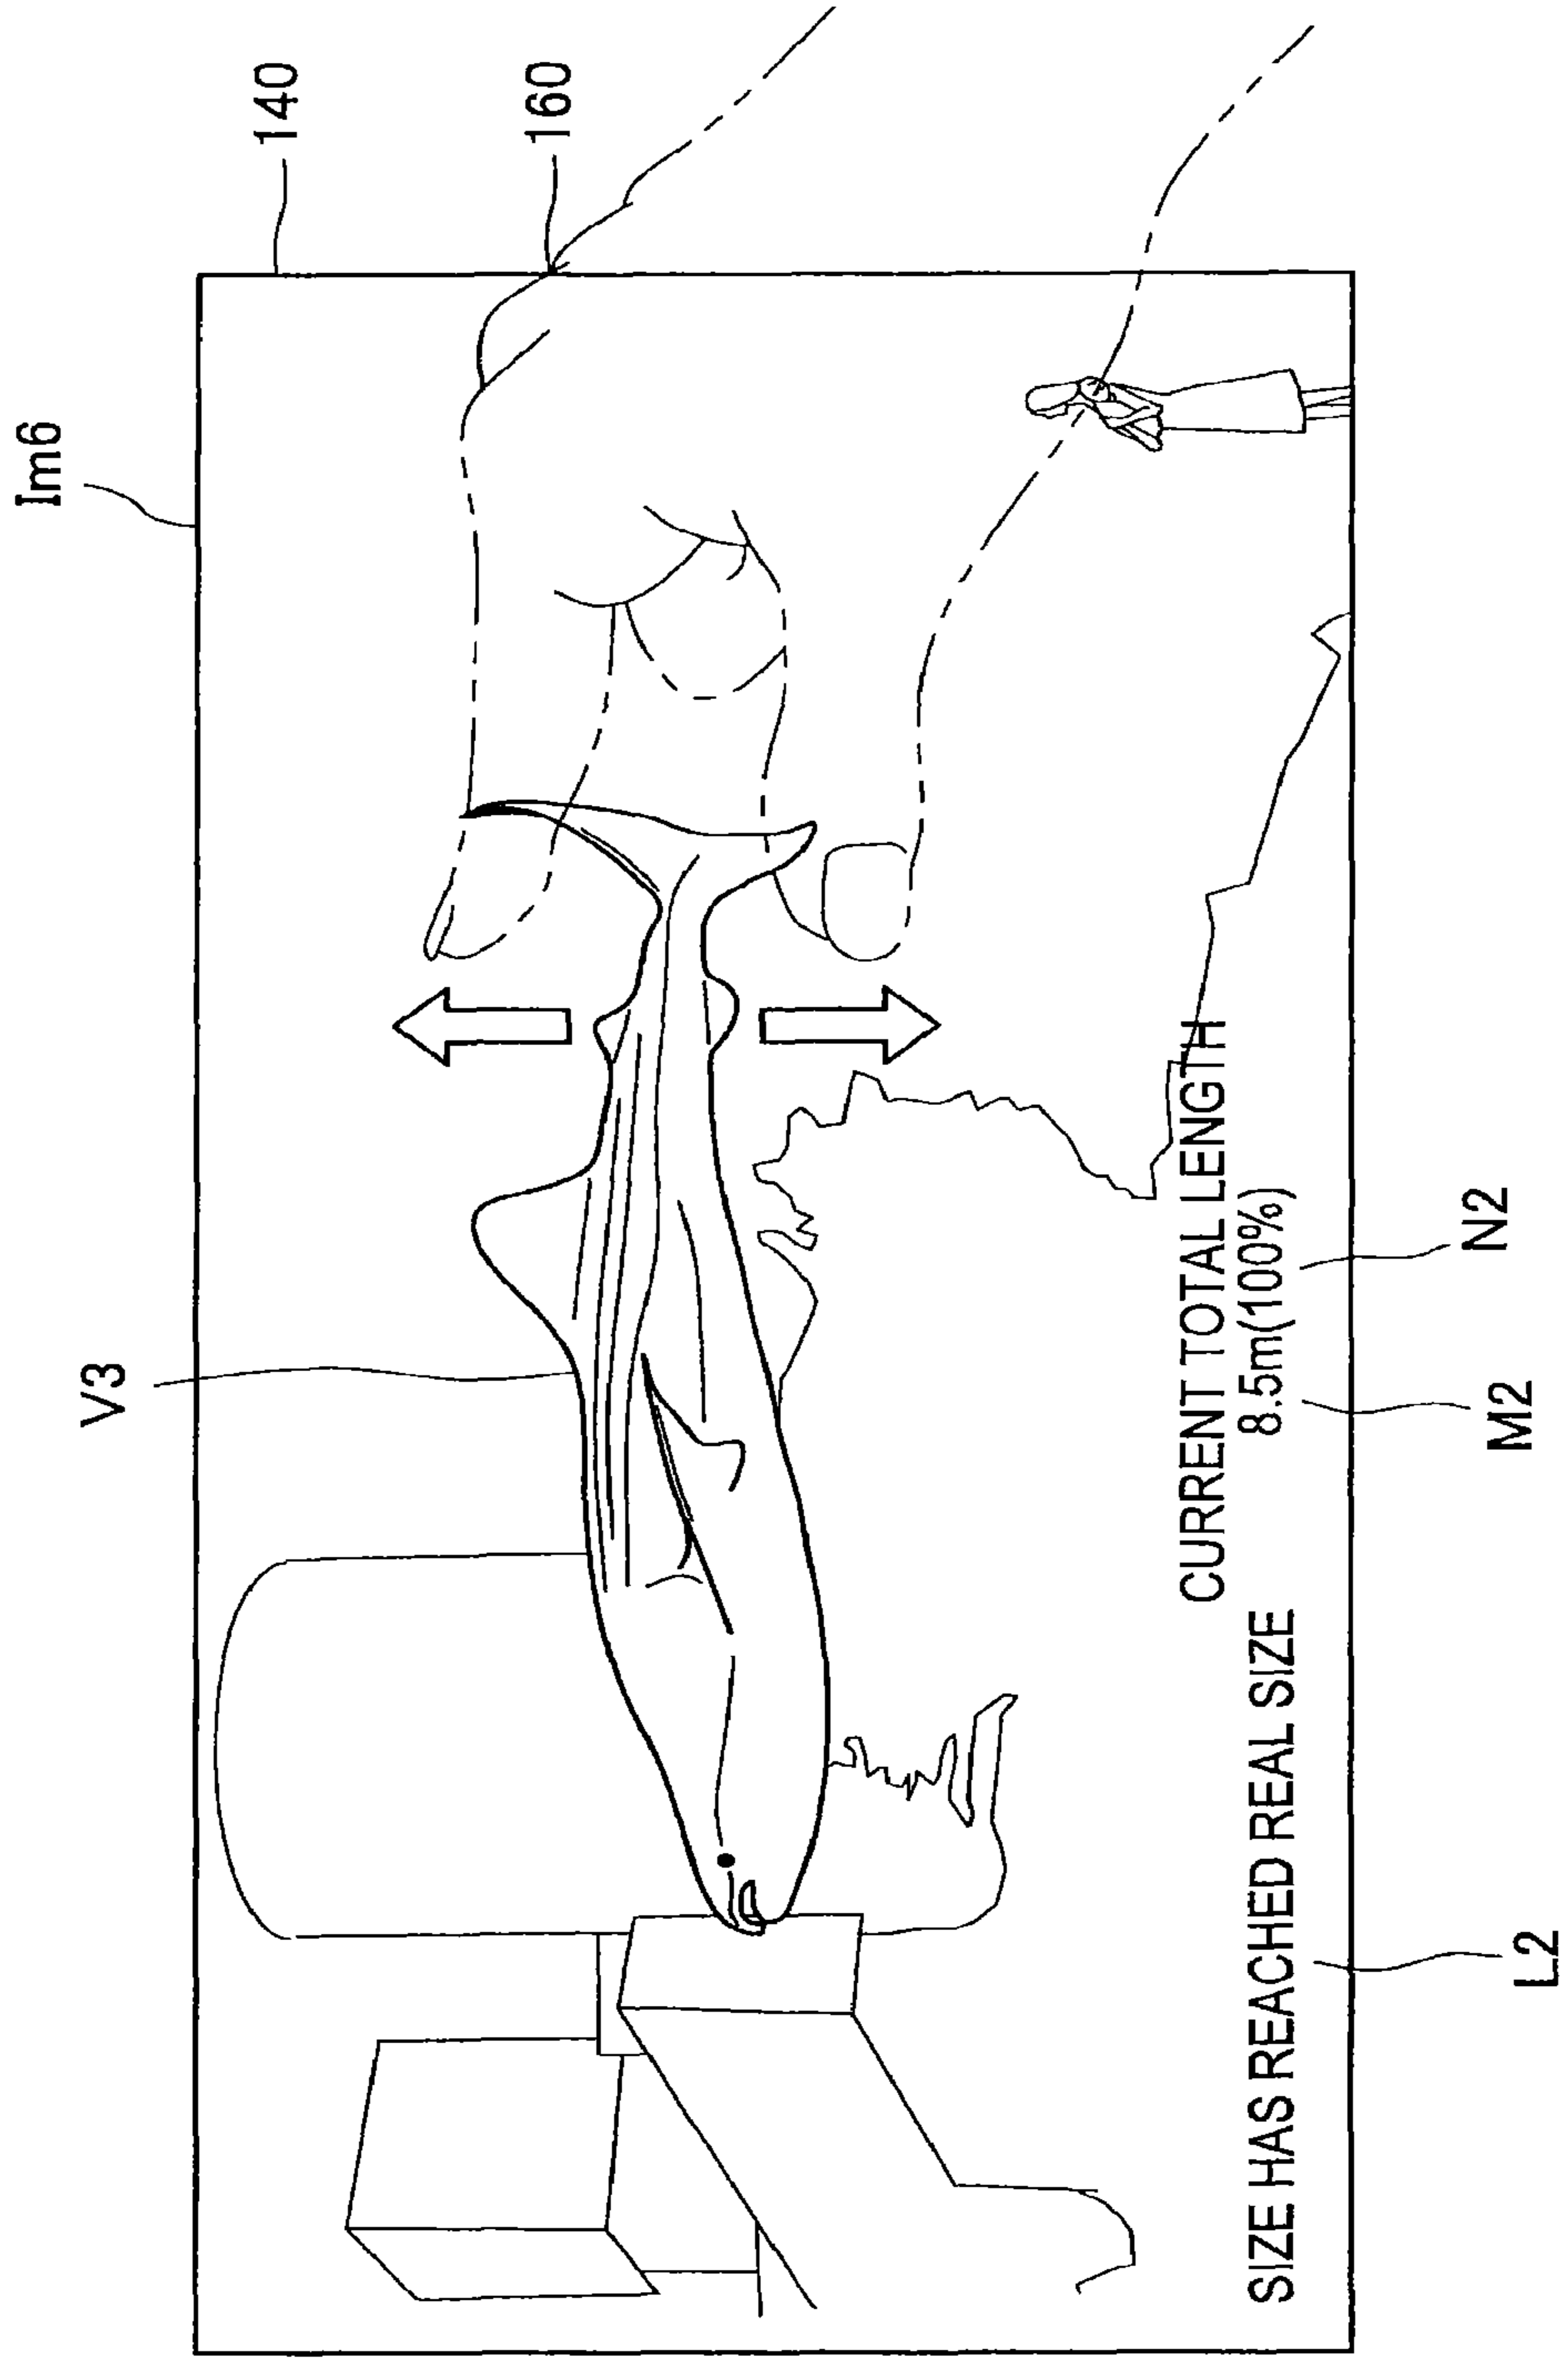 Im6
140
160
V3
CURRENT TOTAL LENGTH
8.5m(100%)
SIZE HAS REACHED REAL SIZE
N2
M2
L2